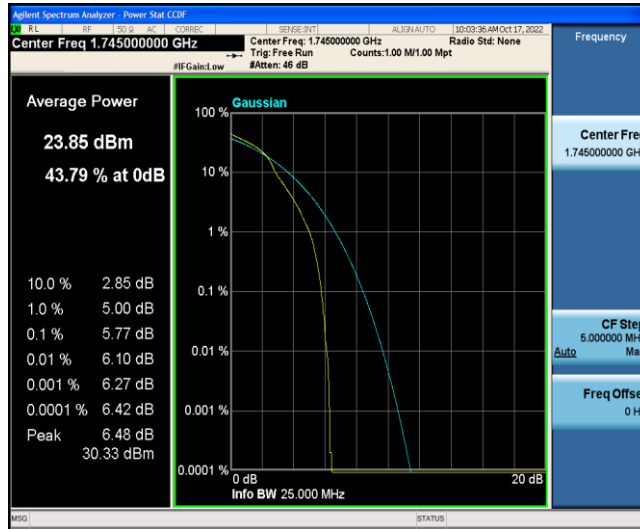 Agilent Spectrum Analyzer - Power Stat CCDF
RL RF 50 Ω AC CORREC SENSE:INT ALIGNAUTO 10:03:36 AM Oct 17, 2022
Center Freq 1.745000000 GHz
Center Freq: 1.745000000 GHz Radio Std: None
Trig: Free Run Counts:1.00 M/1.00 Mpt
#IFGain:Low #Atten: 46 dB
Frequency
Average Power
23.85 dBm
43.79 % at 0dB
10.0 % 2.85 dB
1.0 % 5.00 dB
0.1 % 5.77 dB
0.01 % 6.10 dB
0.001 % 6.27 dB
0.0001 % 6.42 dB
Peak 6.48 dB
30.33 dBm
Gaussian
100 %
10 %
1 %
0.1 %
0.01 %
0.001 %
0.0001 %
0 dB 20 dB
Info BW 25.000 MHz
Center Fre
1.745000000 GH
CF Step
5.000000 MH
Auto Ma
Freq Offse
0 H
MSG STATUS